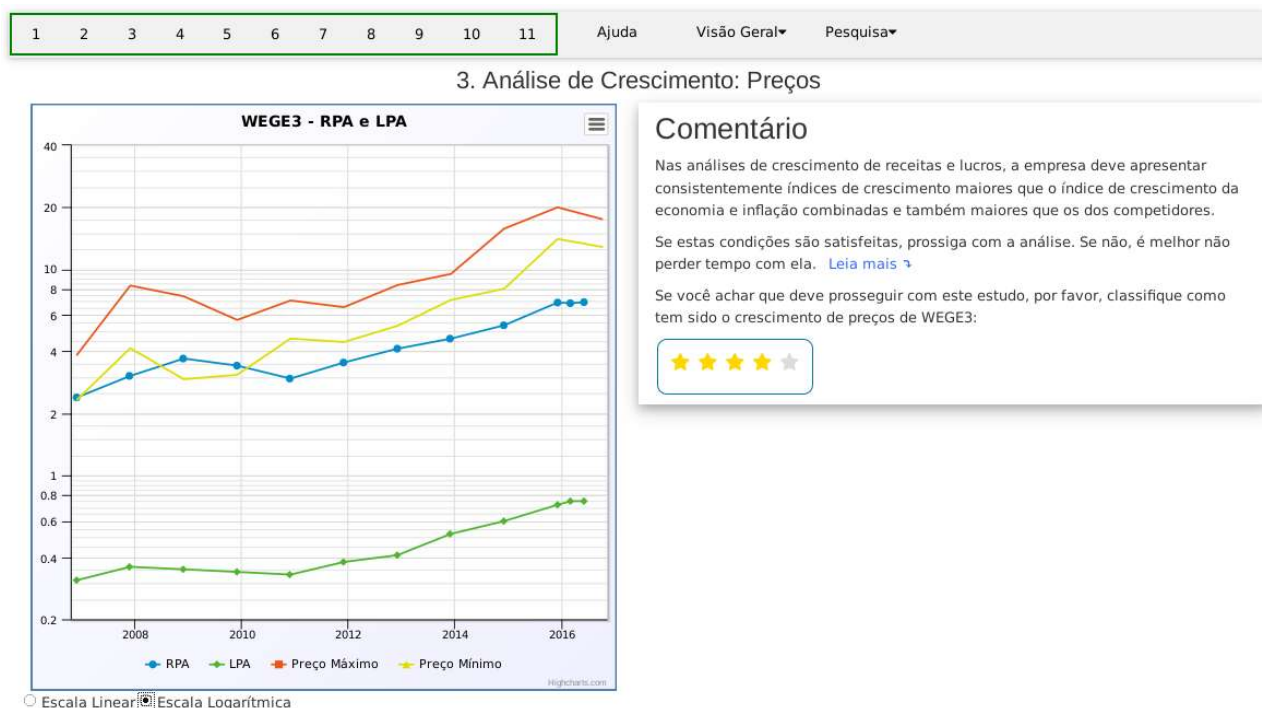 1 2 3 4 5 6 7 8 9 10 11 Ajuda Visão Geral Pesquisa
3. Análise de Crescimento: Preços
WEGE3 - RPA e LPA
40
20
10
8
6
4
2
1
0.8
0.6
0.4
0.2
2008 2010 2012 2014 2016
RPA LPA Preço Máximo Preço Mínimo
Highcharts.com
Escala Linear Escala Logarítmica
Comentário
Nas análises de crescimento de receitas e lucros, a empresa deve apresentar
consistentemente índices de crescimento maiores que o índice de crescimento da
economia e inflação combinadas e também maiores que os dos competidores.
Se estas condições são satisfeitas, prossiga com a análise. Se não, é melhor não
perder tempo com ela. Leia mais
Se você achar que deve prosseguir com este estudo, por favor, classifique como
tem sido o crescimento de preços de WEGE3: